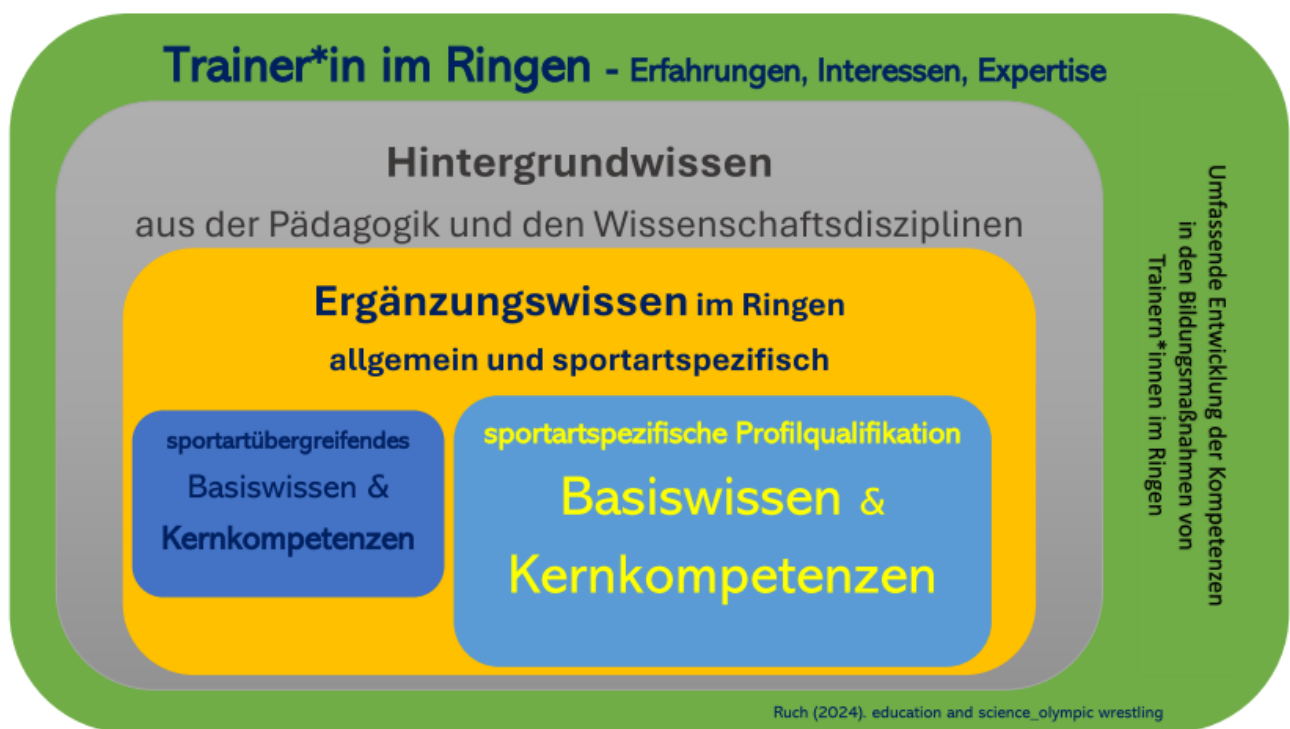 Trainer*in im Ringen - Erfahrungen, Interessen, Expertise
Hintergrundwissen
aus der Pädagogik und den Wissenschaftsdisziplinen
Ergänzungswissen im Ringen
allgemein und sportartspezifisch
sportartübergreifendes
Basiswissen &
Kernkompetenzen
sportartspezifische Profilqualifikation
Basiswissen &
Kernkompetenzen
Umfassende Entwicklung der Kompetenzen
in den Bildungsmaßnahmen von
Trainern*innen im Ringen
Ruch (2024). education and science_olympic wrestling